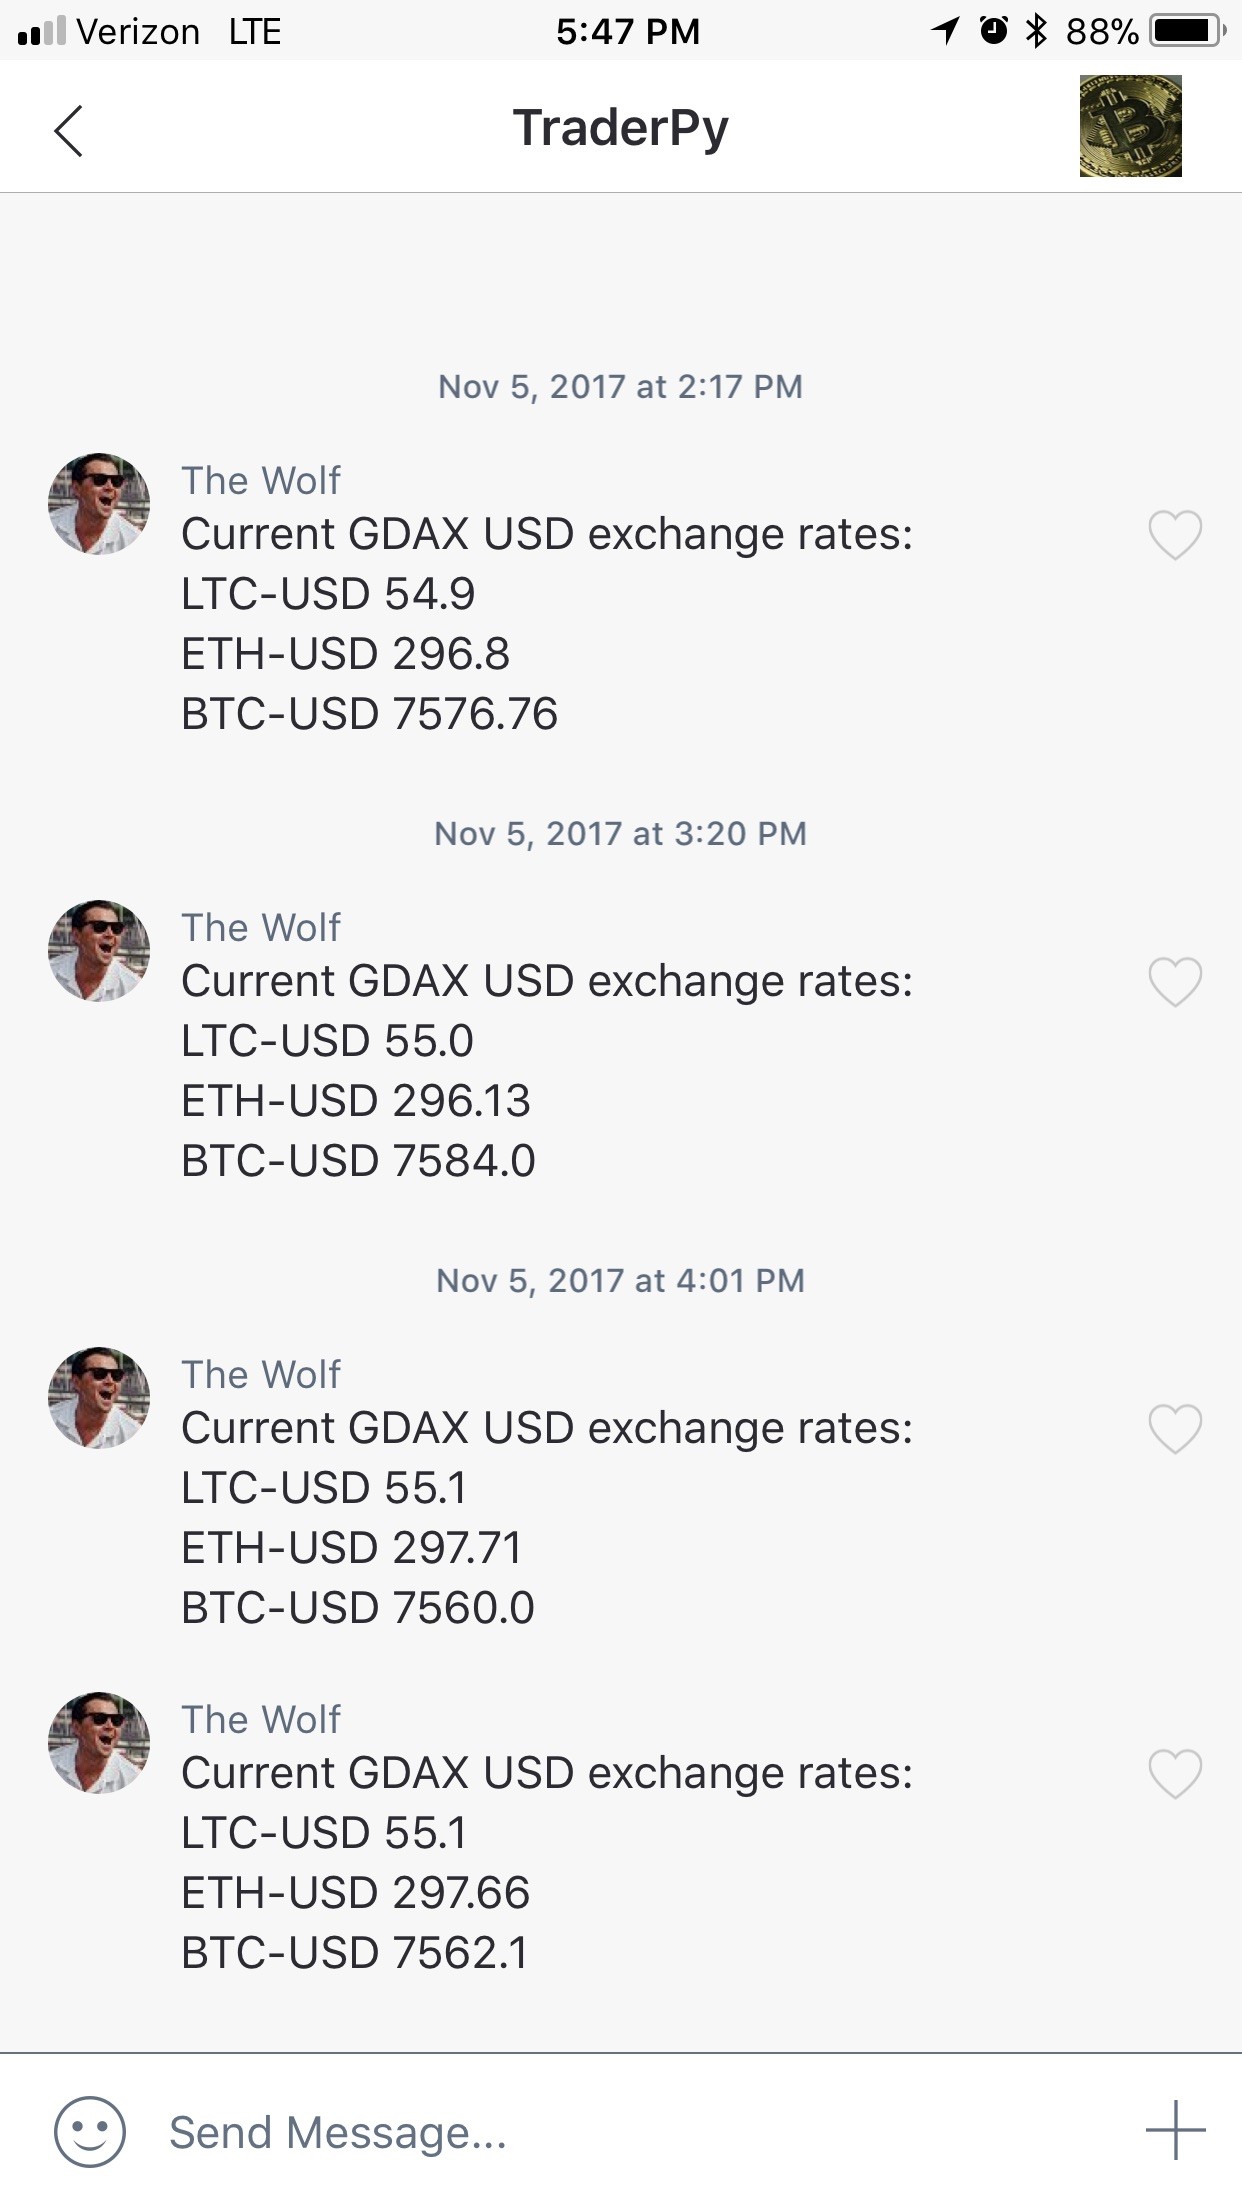 Verizon LTE 5:47 PM 88%
TraderPy
Nov 5, 2017 at 2:17 PM
The Wolf
Current GDAX USD exchange rates:
LTC-USD 54.9
ETH-USD 296.8
BTC-USD 7576.76
Nov 5, 2017 at 3:20 PM
The Wolf
Current GDAX USD exchange rates:
LTC-USD 55.0
ETH-USD 296.13
BTC-USD 7584.0
Nov 5, 2017 at 4:01 PM
The Wolf
Current GDAX USD exchange rates:
LTC-USD 55.1
ETH-USD 297.71
BTC-USD 7560.0
The Wolf
Current GDAX USD exchange rates:
LTC-USD 55.1
ETH-USD 297.66
BTC-USD 7562.1
Send Message...